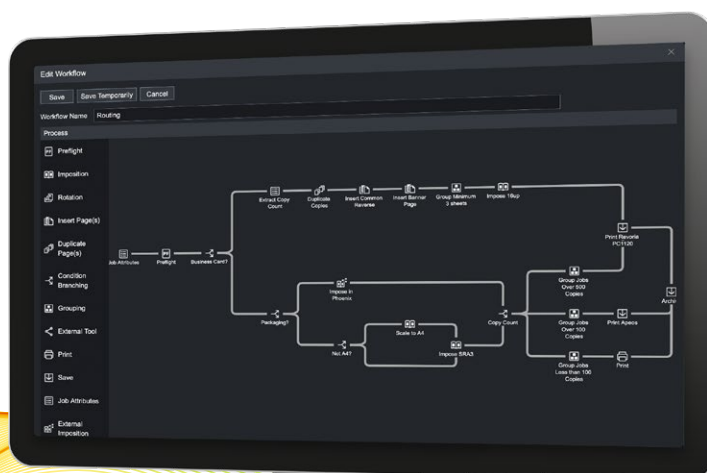 Edit Workflow
Save
Save Temporarily
Cancel
Workflow Name
Routing
Process
Preflight
Imposition
Rotation
Insert Page(s)
Duplicate
Page(s)
Condition
Branching
Grouping
External Tool
Print
Save
Job Attributes
External
Imposition
Job Attributes
Preflight
Business Card?
Extract Copy
Count
Duplicate
Copies
Insert Common
Reverse
Insert Banner
Page
Group Minimum
3 sheets
Impose 16up
Print Revoria
PC1120
Packaging?
Impose in
Phoenix
Not A4?
Scale to A4
Impose SRA3
Copy Count
Group Jobs
Over 500
Copies
Group Jobs
Over 100
Copies
Print Apeos
Group Jobs
Less than 100
Copies
Print
Archi